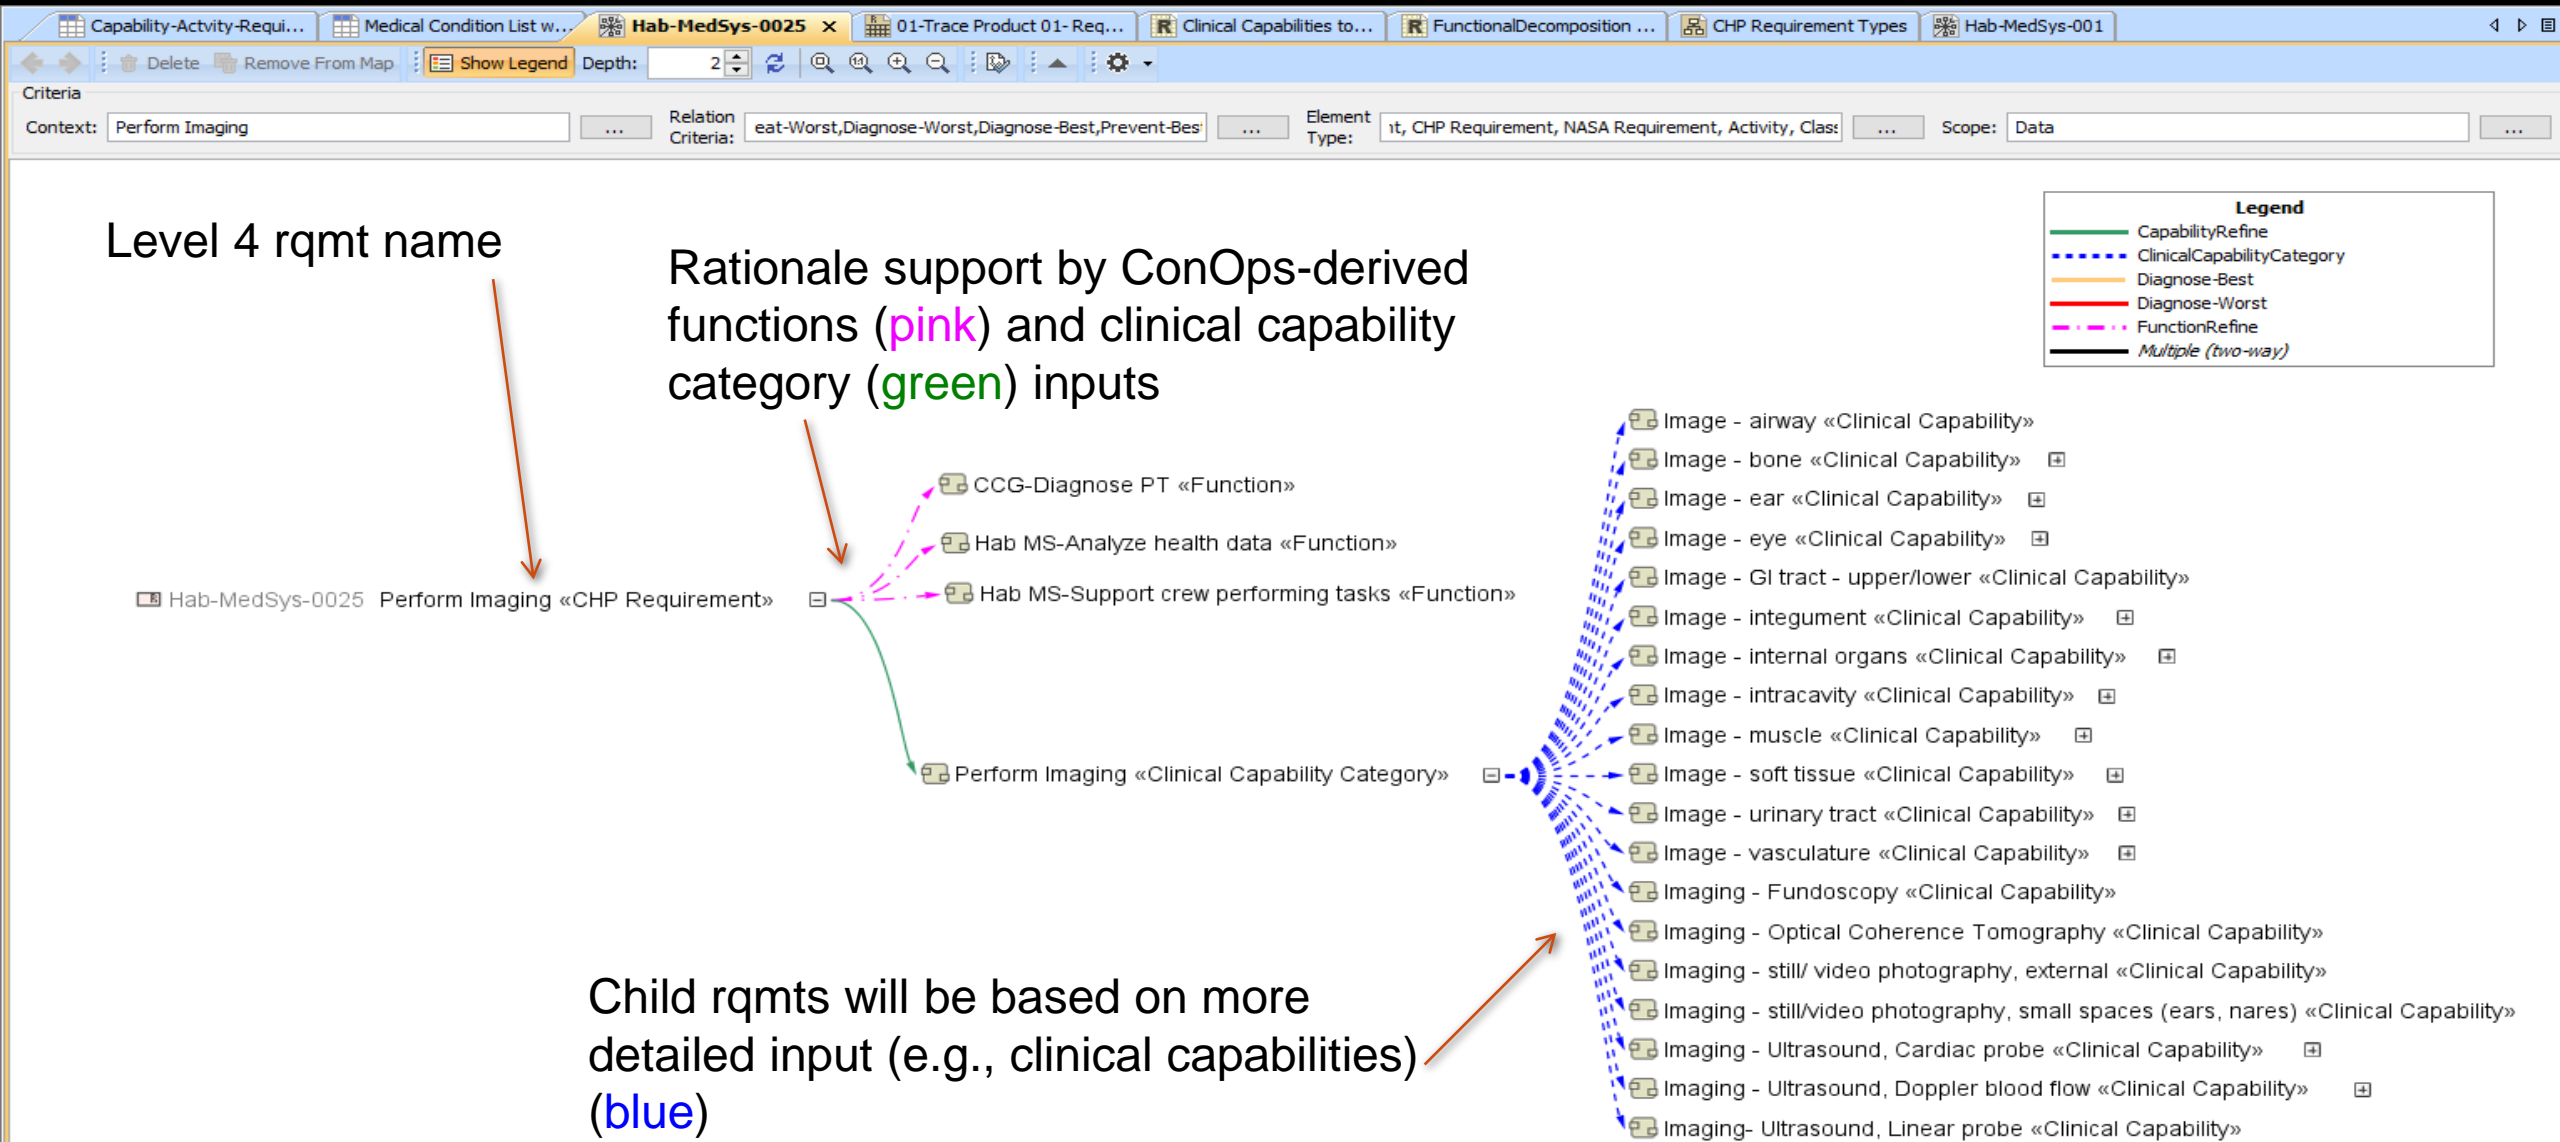 Capability-Actvity-Requi...
Medical Condition List w...
Hab-MedSys-0025
01-Trace Product 01- Req...
Clinical Capabilities to...
FunctionalDecomposition ...
CHP Requirement Types
Hab-MedSys-001
Delete
Remove From Map
Show Legend
Depth: 2
Criteria
Context: Perform Imaging ...
Relation Criteria: eat-Worst,Diagnose-Worst,Diagnose-Best,Prevent-Bes ...
Element Type: nt, CHP Requirement, NASA Requirement, Activity, Class ...
Scope: Data ...
Legend
CapabilityRefine
ClinicalCapabilityCategory
Diagnose-Best
Diagnose-Worst
FunctionRefine
Multiple (two-way)
Level 4 rqmt name
Rationale support by ConOps-derived
functions (pink) and clinical capability
category (green) inputs
Hab-MedSys-0025 Perform Imaging «CHP Requirement»
CCG-Diagnose PT «Function»
Hab MS-Analyze health data «Function»
Hab MS-Support crew performing tasks «Function»
Perform Imaging «Clinical Capability Category»
Image - airway «Clinical Capability»
Image - bone «Clinical Capability»
Image - ear «Clinical Capability»
Image - eye «Clinical Capability»
Image - GI tract - upper/lower «Clinical Capability»
Image - integument «Clinical Capability»
Image - internal organs «Clinical Capability»
Image - intracavity «Clinical Capability»
Image - muscle «Clinical Capability»
Image - soft tissue «Clinical Capability»
Image - urinary tract «Clinical Capability»
Image - vasculature «Clinical Capability»
Imaging - Fundoscopy «Clinical Capability»
Imaging - Optical Coherence Tomography «Clinical Capability»
Imaging - still/ video photography, external «Clinical Capability»
Imaging - still/video photography, small spaces (ears, nares) «Clinical Capability»
Imaging - Ultrasound, Cardiac probe «Clinical Capability»
Imaging - Ultrasound, Doppler blood flow «Clinical Capability»
Imaging- Ultrasound, Linear probe «Clinical Capability»
Child rqmts will be based on more
detailed input (e.g., clinical capabilities)
(blue)